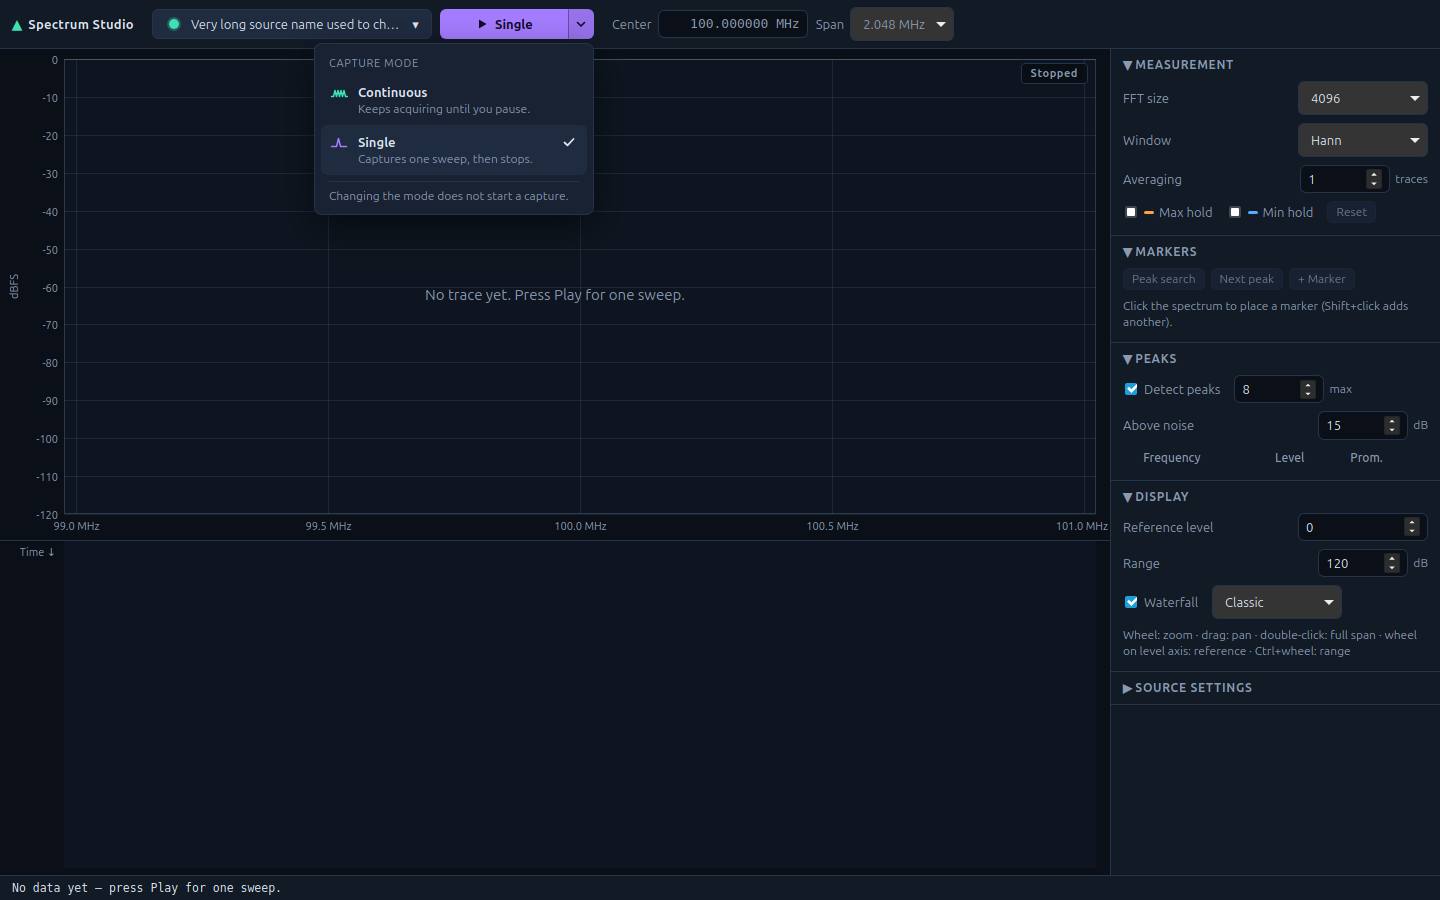 ▲ Spectrum Studio
Very long source name used to ch… ▾
Single
Center 100.000000 MHz
Span 2.048 MHz
CAPTURE MODE
Continuous
Keeps acquiring until you pause.
Single
Captures one sweep, then stops.
Changing the mode does not start a capture.
Stopped
0
-10
-20
-30
-40
-50
-60
-70
-80
-90
-100
-110
-120
dBFS
No trace yet. Press Play for one sweep.
99.0 MHz 99.5 MHz 100.0 MHz 100.5 MHz 101.0 MHz
Time ↓
▼ MEASUREMENT
FFT size 4096
Window Hann
Averaging 1 traces
Max hold Min hold Reset
▼ MARKERS
Peak search Next peak + Marker
Click the spectrum to place a marker (Shift+click adds
another).
▼ PEAKS
Detect peaks 8 max
Above noise 15 dB
Frequency Level Prom.
▼ DISPLAY
Reference level 0
Range 120 dB
Waterfall Classic
Wheel: zoom · drag: pan · double-click: full span · wheel
on level axis: reference · Ctrl+wheel: range
▶ SOURCE SETTINGS
No data yet — press Play for one sweep.